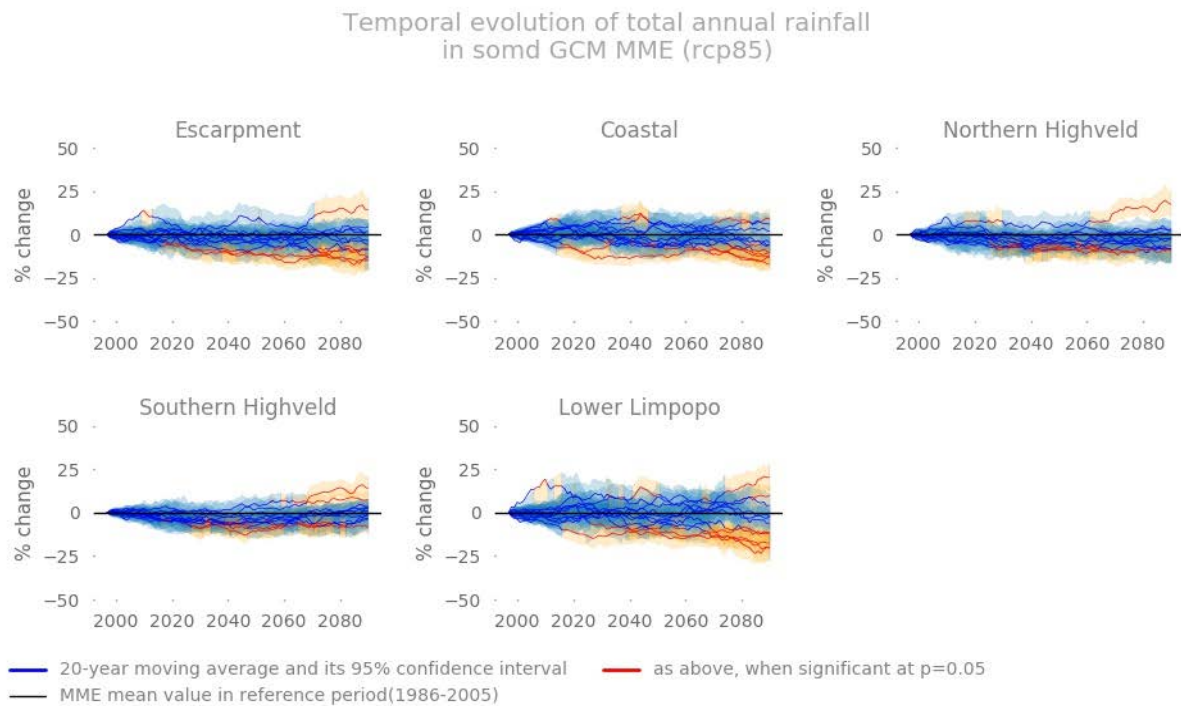 Temporal evolution of total annual rainfall
in somd GCM MME (rcp85)
Escarpment
Coastal
Northern Highveld
50
25
0
−25
−50
% change
2000 2020 2040 2060 2080
50
25
0
−25
−50
% change
2000 2020 2040 2060 2080
50
25
0
−25
−50
% change
2000 2020 2040 2060 2080
Southern Highveld
Lower Limpopo
50
25
0
−25
−50
% change
2000 2020 2040 2060 2080
50
25
0
−25
−50
% change
2000 2020 2040 2060 2080
20-year moving average and its 95% confidence interval
as above, when significant at p=0.05
MME mean value in reference period(1986-2005)